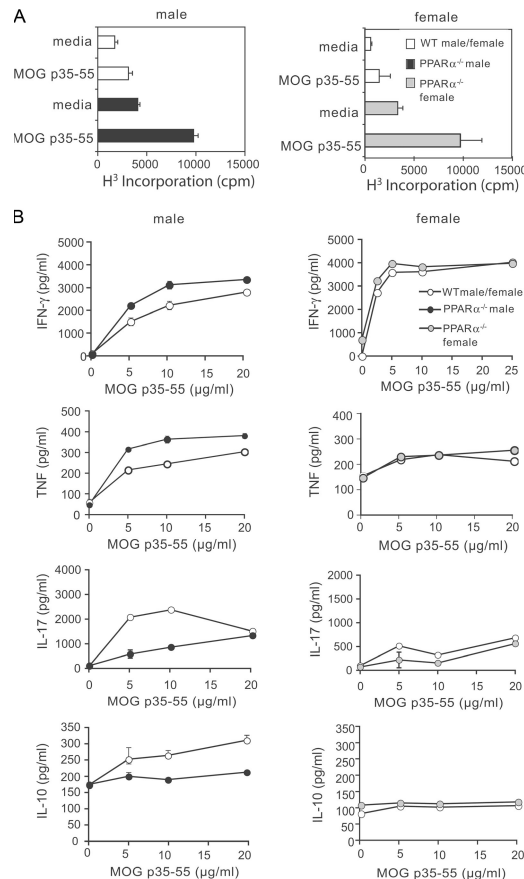 A
male
media
MOG p35-55
media
MOG p35-55
0 5000 10000 15000
H³ Incorporation (cpm)
female
media
MOG p35-55
media
MOG p35-55
WT male/female
PPARα⁻/⁻ male
PPARα⁻/⁻
female
0 5000 10000 15000
H³ Incorporation (cpm)
B
male
IFN-γ (pg/ml)
5000
4000
3000
2000
1000
0
0 5 10 15 20
MOG p35-55 (µg/ml)
female
IFN-γ (pg/ml)
5000
4000
3000
2000
1000
0
0 5 10 15 20 25
MOG p35-55 (µg/ml)
WTmale/female
PPARα⁻/⁻ male
PPARα⁻/⁻
female
TNF (pg/ml)
500
400
300
200
100
0
0 5 10 15 20
MOG p35-55 (µg/ml)
TNF (pg/ml)
400
300
200
100
0
0 5 10 15 20
MOG p35-55 (µg/ml)
IL-17 (pg/ml)
4000
2000
1000
0
0 5 10 15 20
MOG p35-55 (µg/ml)
IL-17 (pg/ml)
2000
1500
1000
500
0
0 5 10 15 20
MOG p35-55 (µg/ml)
IL-10 (pg/ml)
350
300
250
200
150
100
50
0
0 5 10 15 20
MOG p35-55 (µg/ml)
IL-10 (pg/ml)
350
300
250
200
150
100
50
0
0 5 10 15 20
MOG p35-55 (µg/ml)